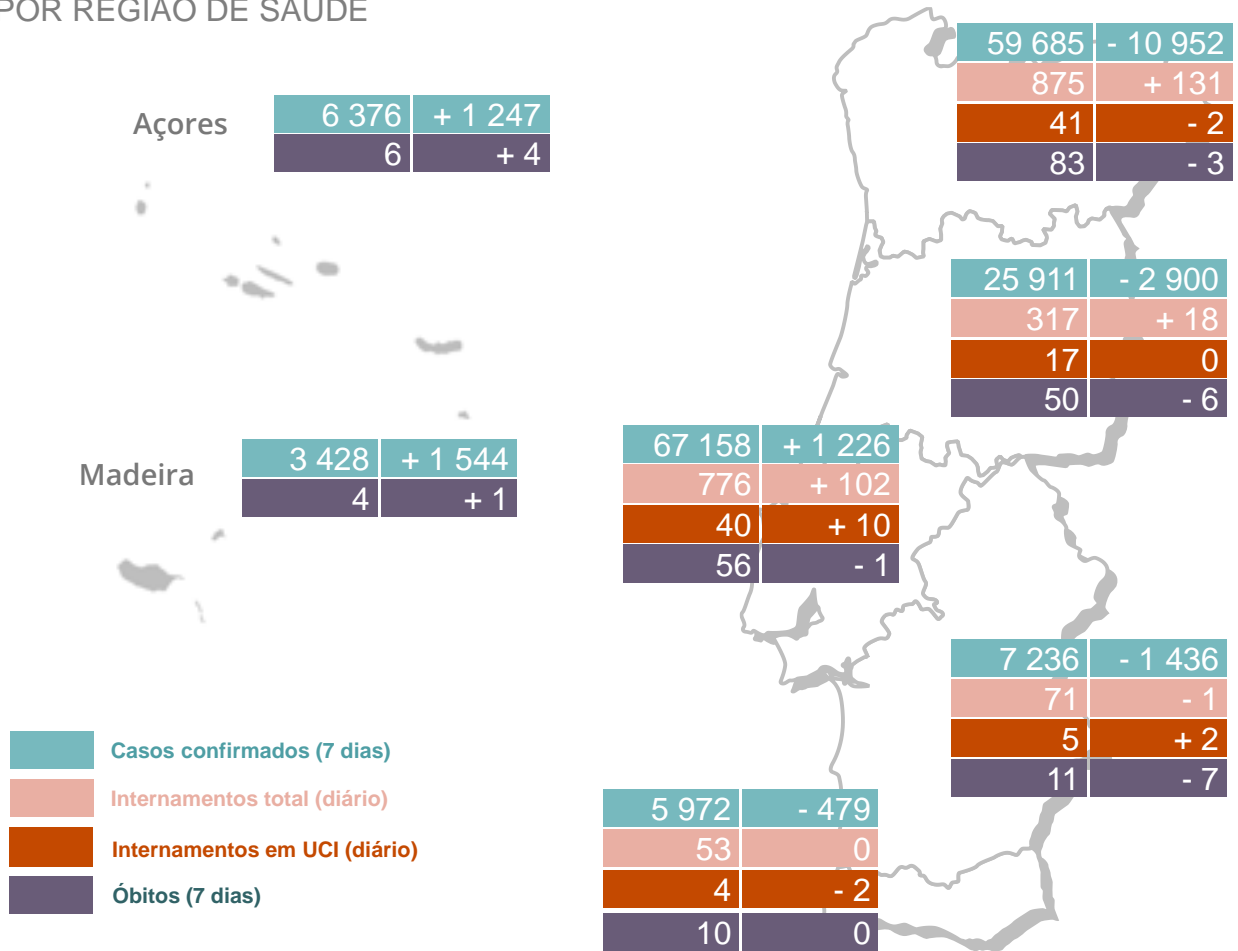 POR REGIÃO DE SAÚDE
59 685 - 10 952
875 + 131
41 - 2
83 - 3
Açores
6 376 + 1 247
6 + 4
25 911 - 2 900
317 + 18
17 0
50 - 6
Madeira
3 428 + 1 544
4 + 1
67 158 + 1 226
776 + 102
40 + 10
56 - 1
7 236 - 1 436
71 - 1
5 + 2
11 - 7
5 972 - 479
53 0
4 - 2
10 0
Casos confirmados (7 dias)
Internamentos total (diário)
Internamentos em UCI (diário)
Óbitos (7 dias)